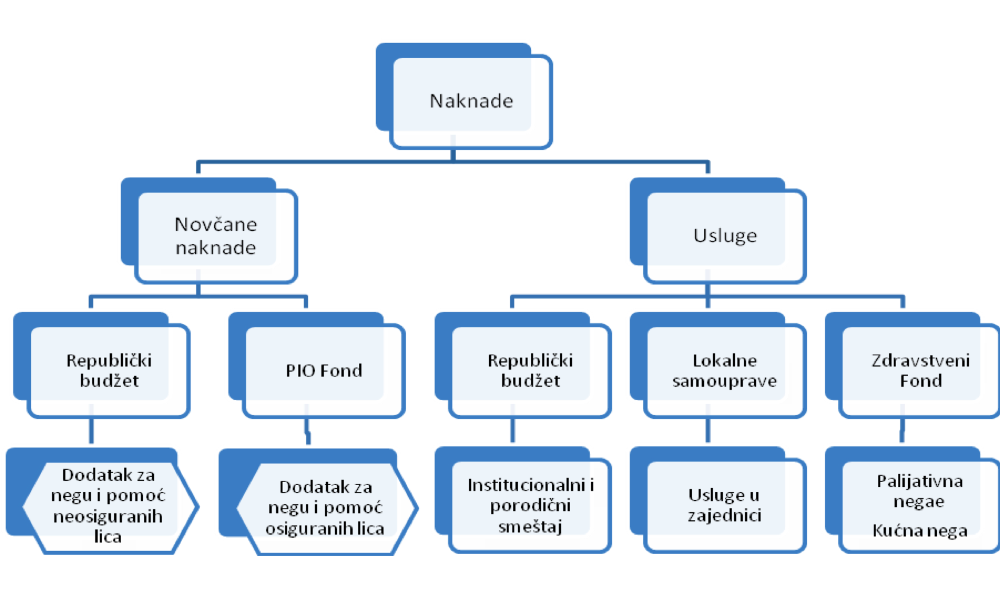 Naknade
Novčane
naknade
Usluge
Republički
budžet
PIO Fond
Republički
budžet
Lokalne
samouprave
Zdravstveni
Fond
Dodatak za
negu i pomoć
neosiguranih
lica
Dodatak za
negu i pomoć
osiguranih lica
Institucionalni i
porodični
smeštaj
Usluge u
zajednici
Palijativna
negae
Kućna nega